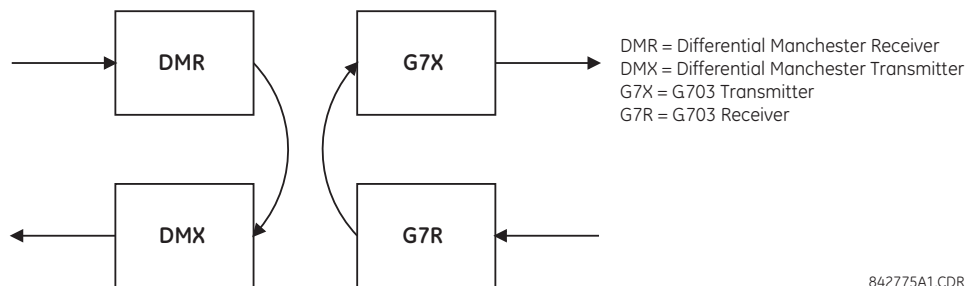 DMR
G7X
DMR = Differential Manchester Receiver
DMX = Differential Manchester Transmitter
G7X = G703 Transmitter
G7R = G703 Receiver
DMX
G7R
842775A1.CDR